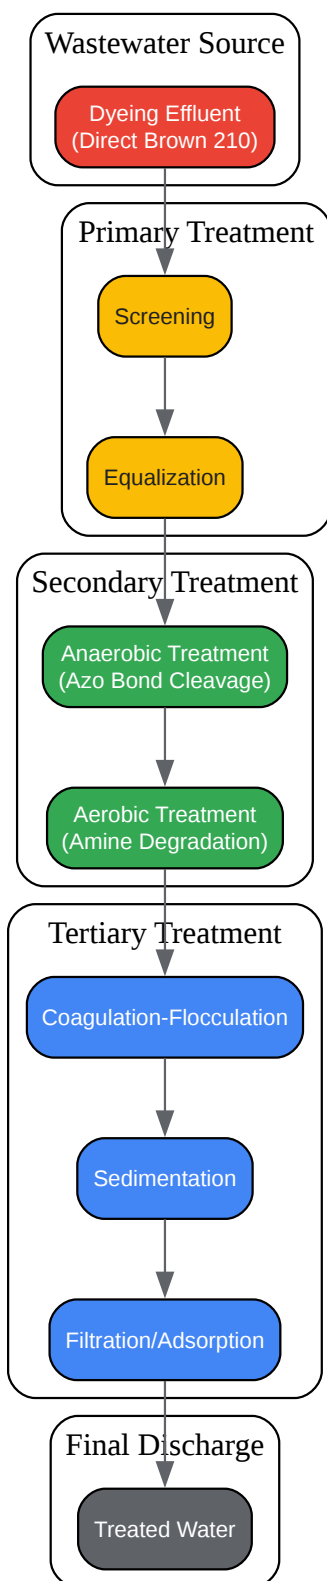 Wastewater Source
Dyeing Effluent
(Direct Brown 210)
Primary Treatment
Screening
Equalization
Secondary Treatment
Anaerobic Treatment
(Azo Bond Cleavage)
Aerobic Treatment
(Amine Degradation)
Tertiary Treatment
Coagulation-Flocculation
Sedimentation
Filtration/Adsorption
Final Discharge
Treated Water